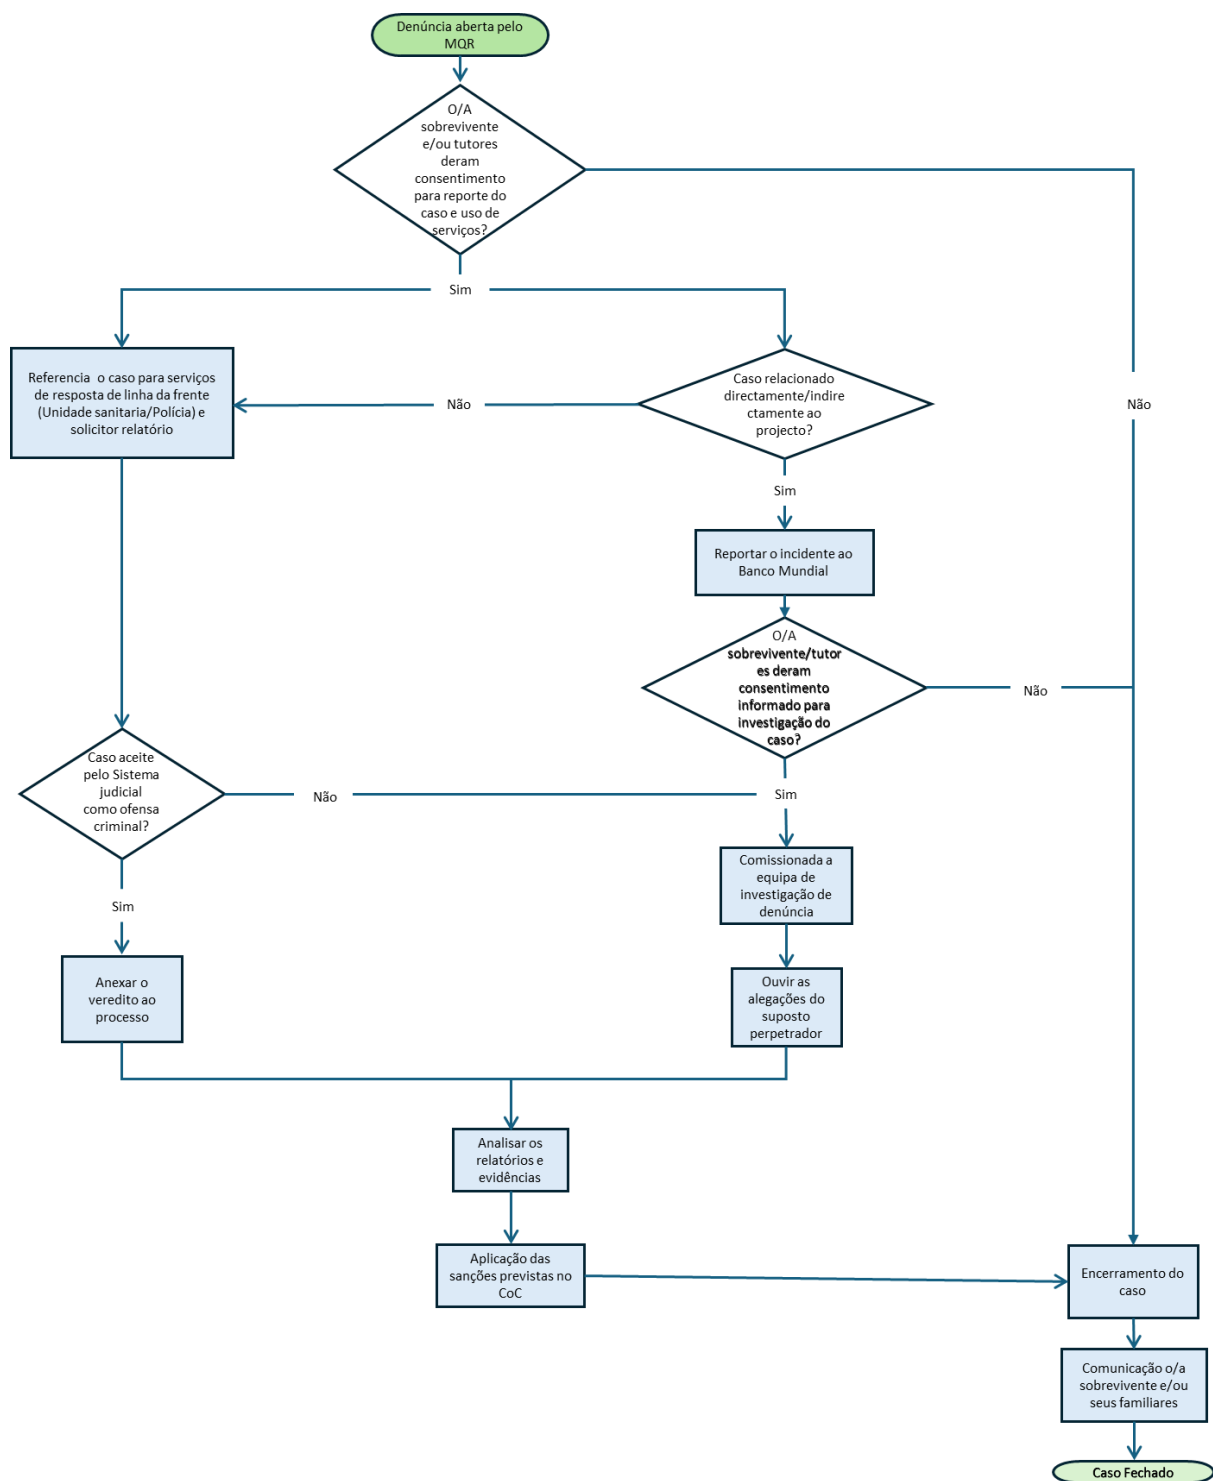 Denúncia aberta pelo
MQR
O/A
sobrevivente
e/ou tutores
deram
consentimento
para reporte do
caso e uso de
serviços?
Sim
Referencia o caso para serviços
de resposta de linha da frente
(Unidade sanitaria/Polícia) e
solicitor relatório
Não
Caso relacionado
directamente/indire
ctamente ao
projecto?
Não
Sim
Reportar o incidente ao
Banco Mundial
O/A
sobrevivente/tutor
es deram
consentimento
informado para
investigação do
caso?
Não
Caso aceite
pelo Sistema
judicial
como ofensa
criminal?
Não
Sim
Comissionada a
equipa de
investigação de
denúncia
Sim
Anexar o
veredito ao
processo
Ouvir as
alegações do
suposto
perpetrador
Analisar os
relatórios e
evidências
Aplicação das
sanções previstas no
CoC
Encerramento do
caso
Comunicação o/a
sobrevivente e/ou
seus familiares
Caso Fechado